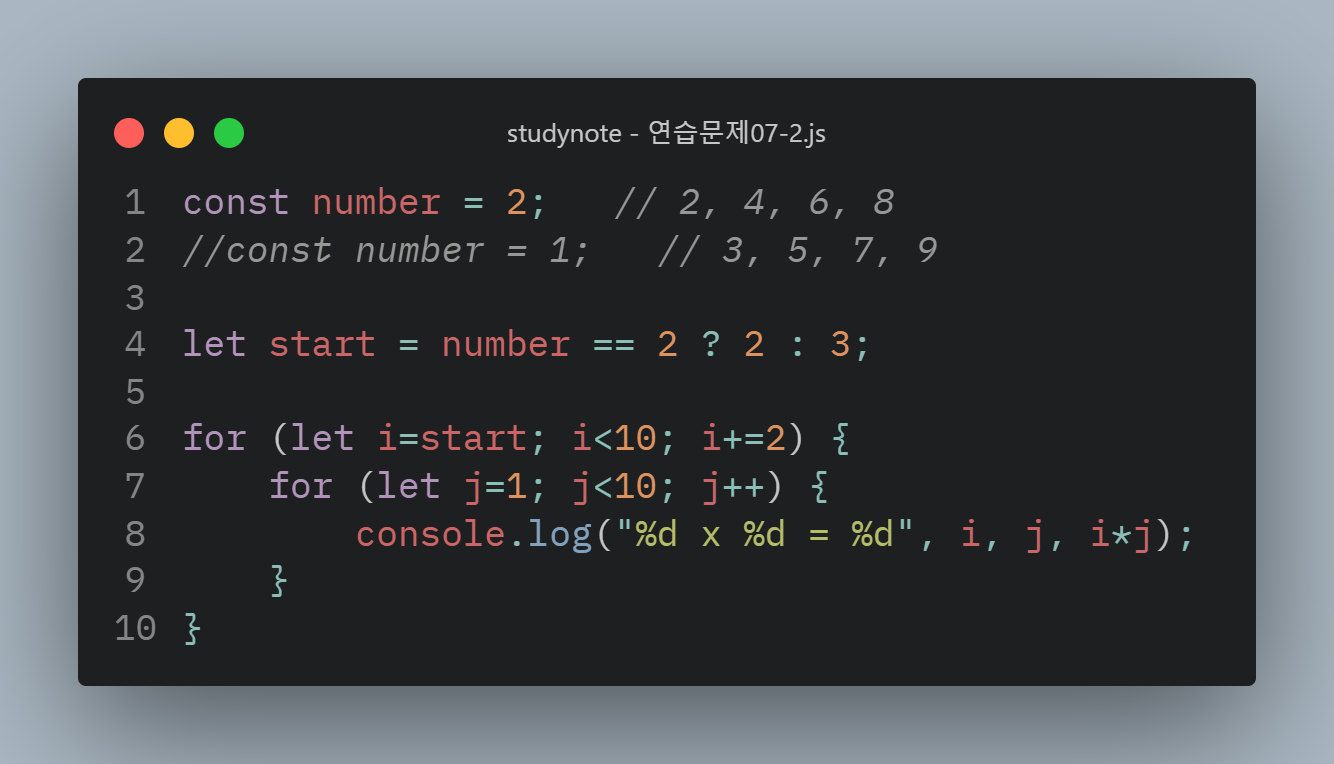 studynote - 연습문제07-2.js
1 const number = 2;   // 2, 4, 6, 8
2 //const number = 1;   // 3, 5, 7, 9
3
4 let start = number == 2 ? 2 : 3;
5
6 for (let i=start; i<10; i+=2) {
7     for (let j=1; j<10; j++) {
8         console.log("%d x %d = %d", i, j, i*j);
9     }
10 }